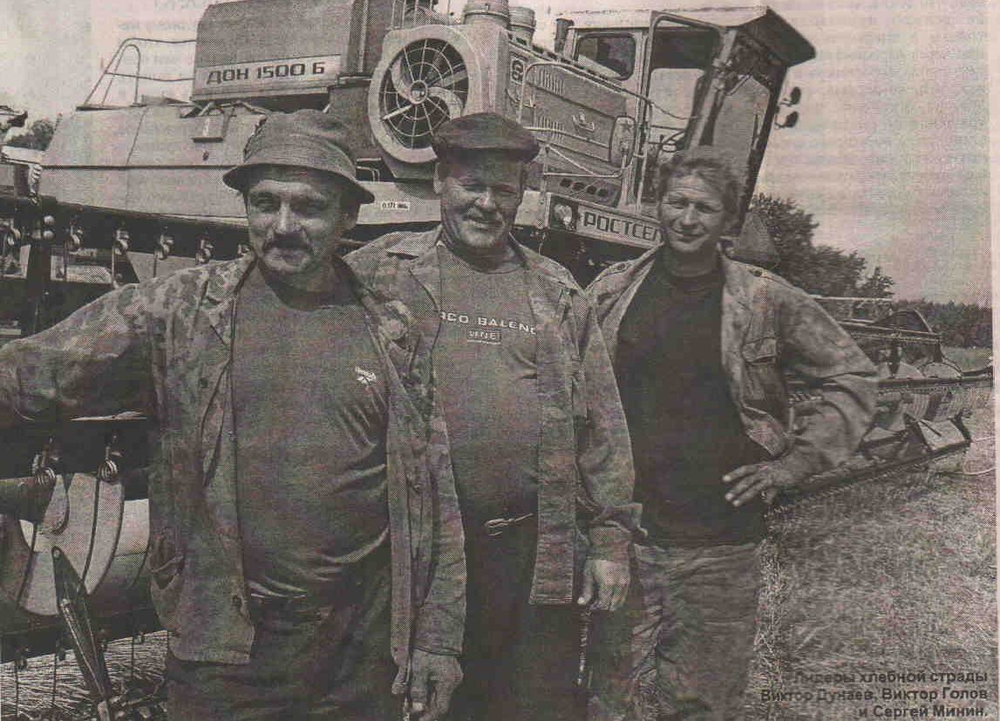 ДОН 1500 Б
РОСТСЕЛ
RCO BALENO
Лидеры хлебной страды
Виктор Дунаев, Виктор Голов
и Сергей Минин.